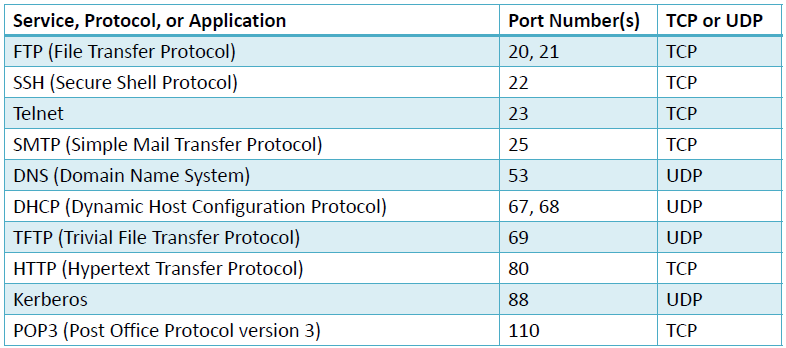 Service, Protocol, or Application Port Number(s) TCP or UDP
FTP (File Transfer Protocol) 20, 21 TCP
SSH (Secure Shell Protocol) 22 TCP
Telnet 23 TCP
SMTP (Simple Mail Transfer Protocol) 25 TCP
DNS (Domain Name System) 53 UDP
DHCP (Dynamic Host Configuration Protocol) 67, 68 UDP
TFTP (Trivial File Transfer Protocol) 69 UDP
HTTP (Hypertext Transfer Protocol) 80 TCP
Kerberos 88 UDP
POP3 (Post Office Protocol version 3) 110 TCP